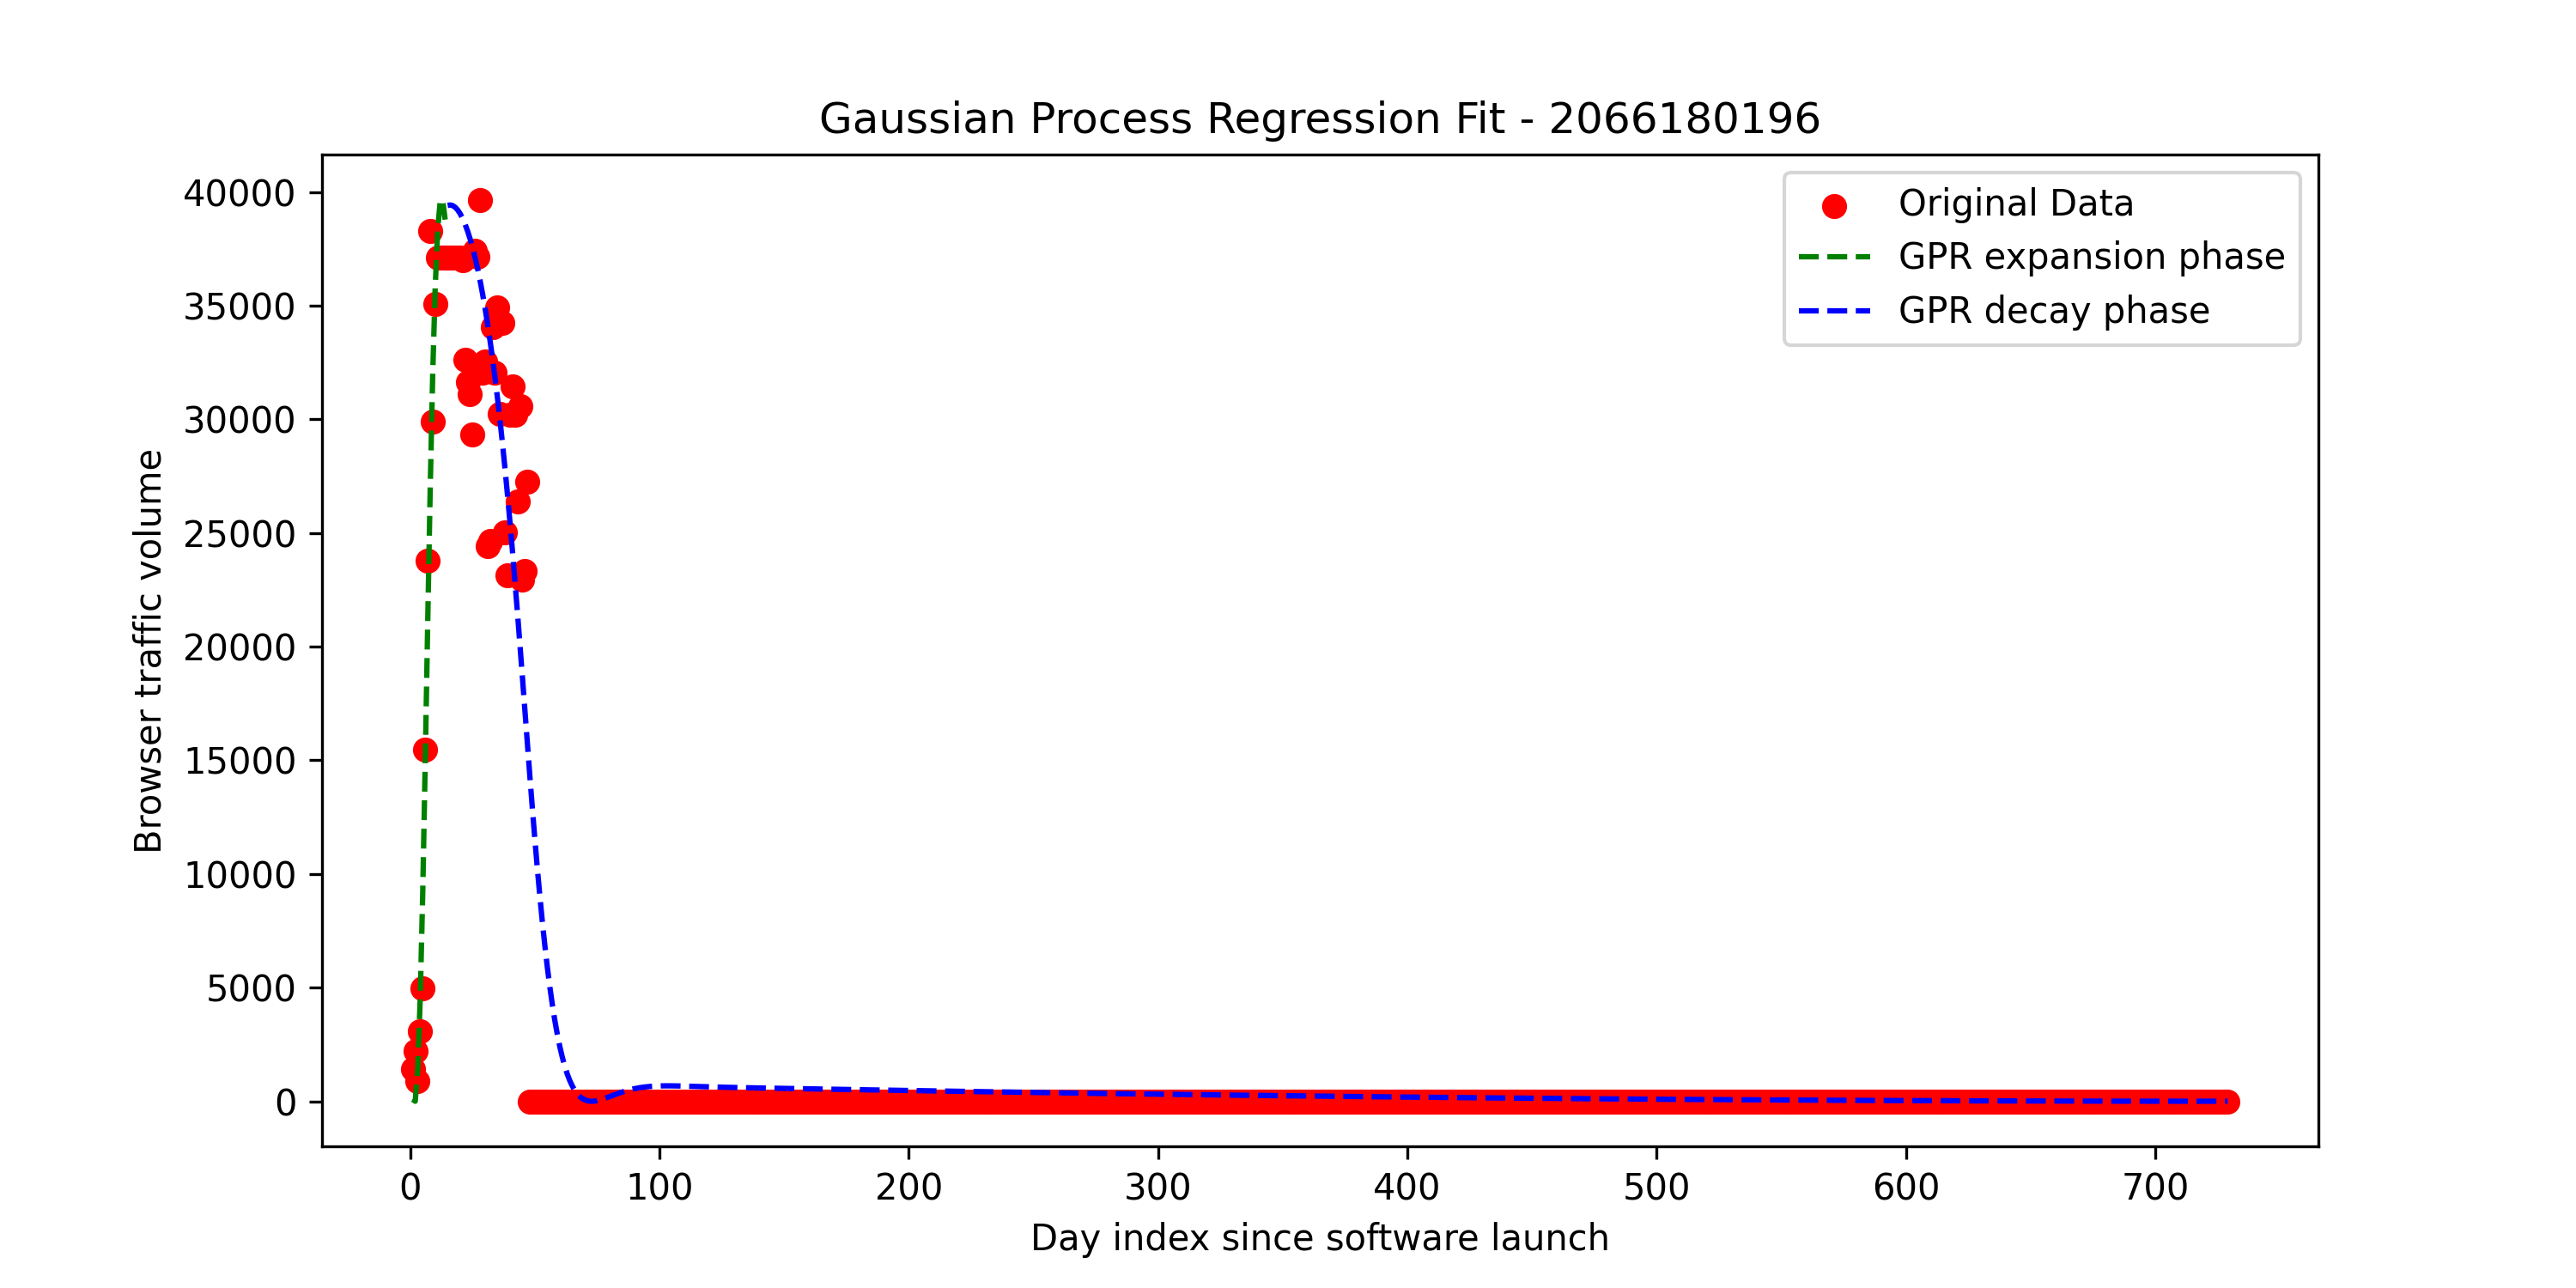 Gaussian Process Regression Fit - 2066180196
Original Data
GPR expansion phase
GPR decay phase
Browser traffic volume
40000
35000
30000
25000
20000
15000
10000
5000
0
0 100 200 300 400 500 600 700
Day index since software launch